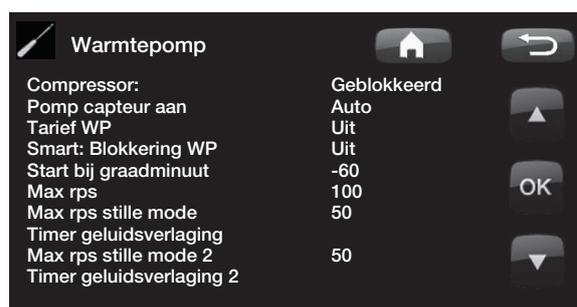 Warmtepomp
Compressor: Geblokkeerd
Pomp capteur aan Auto
Tarief WP Uit
Smart: Blokkering WP Uit
Start bij graadminuut -60
Max rps 100
Max rps stille mode 50
Timer geluidsverlaging
Max rps stille mode 2 50
Timer geluidsverlaging 2
OK